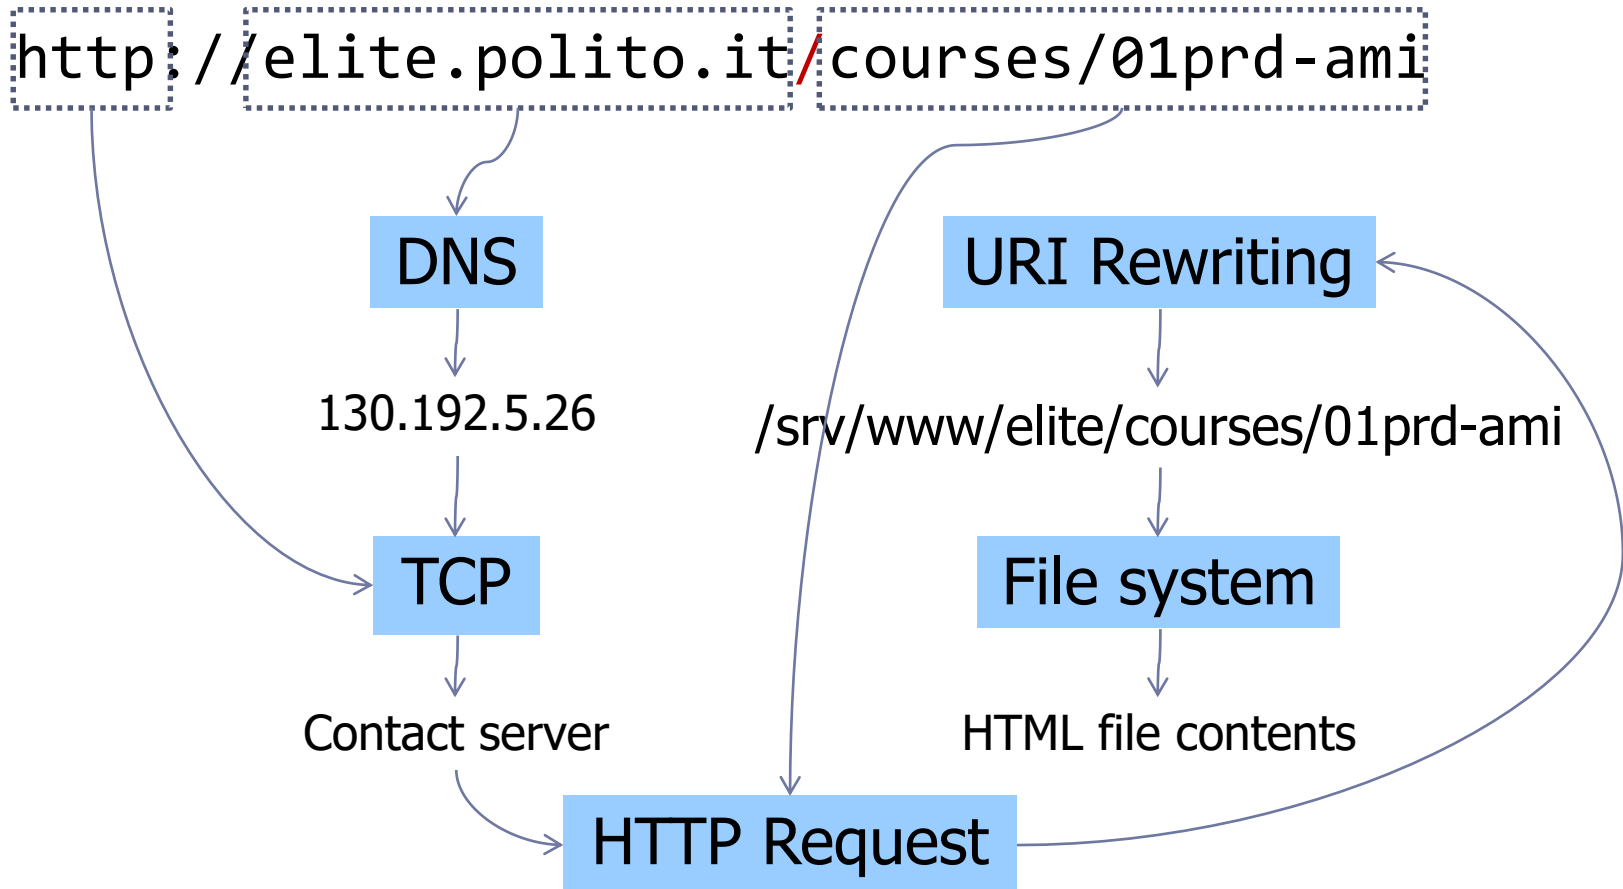 http://elite.polito.it/courses/01prd-ami
DNS
URI Rewriting
130.192.5.26
/srv/www/elite/courses/01prd-ami
TCP
File system
Contact server
HTML file contents
HTTP Request